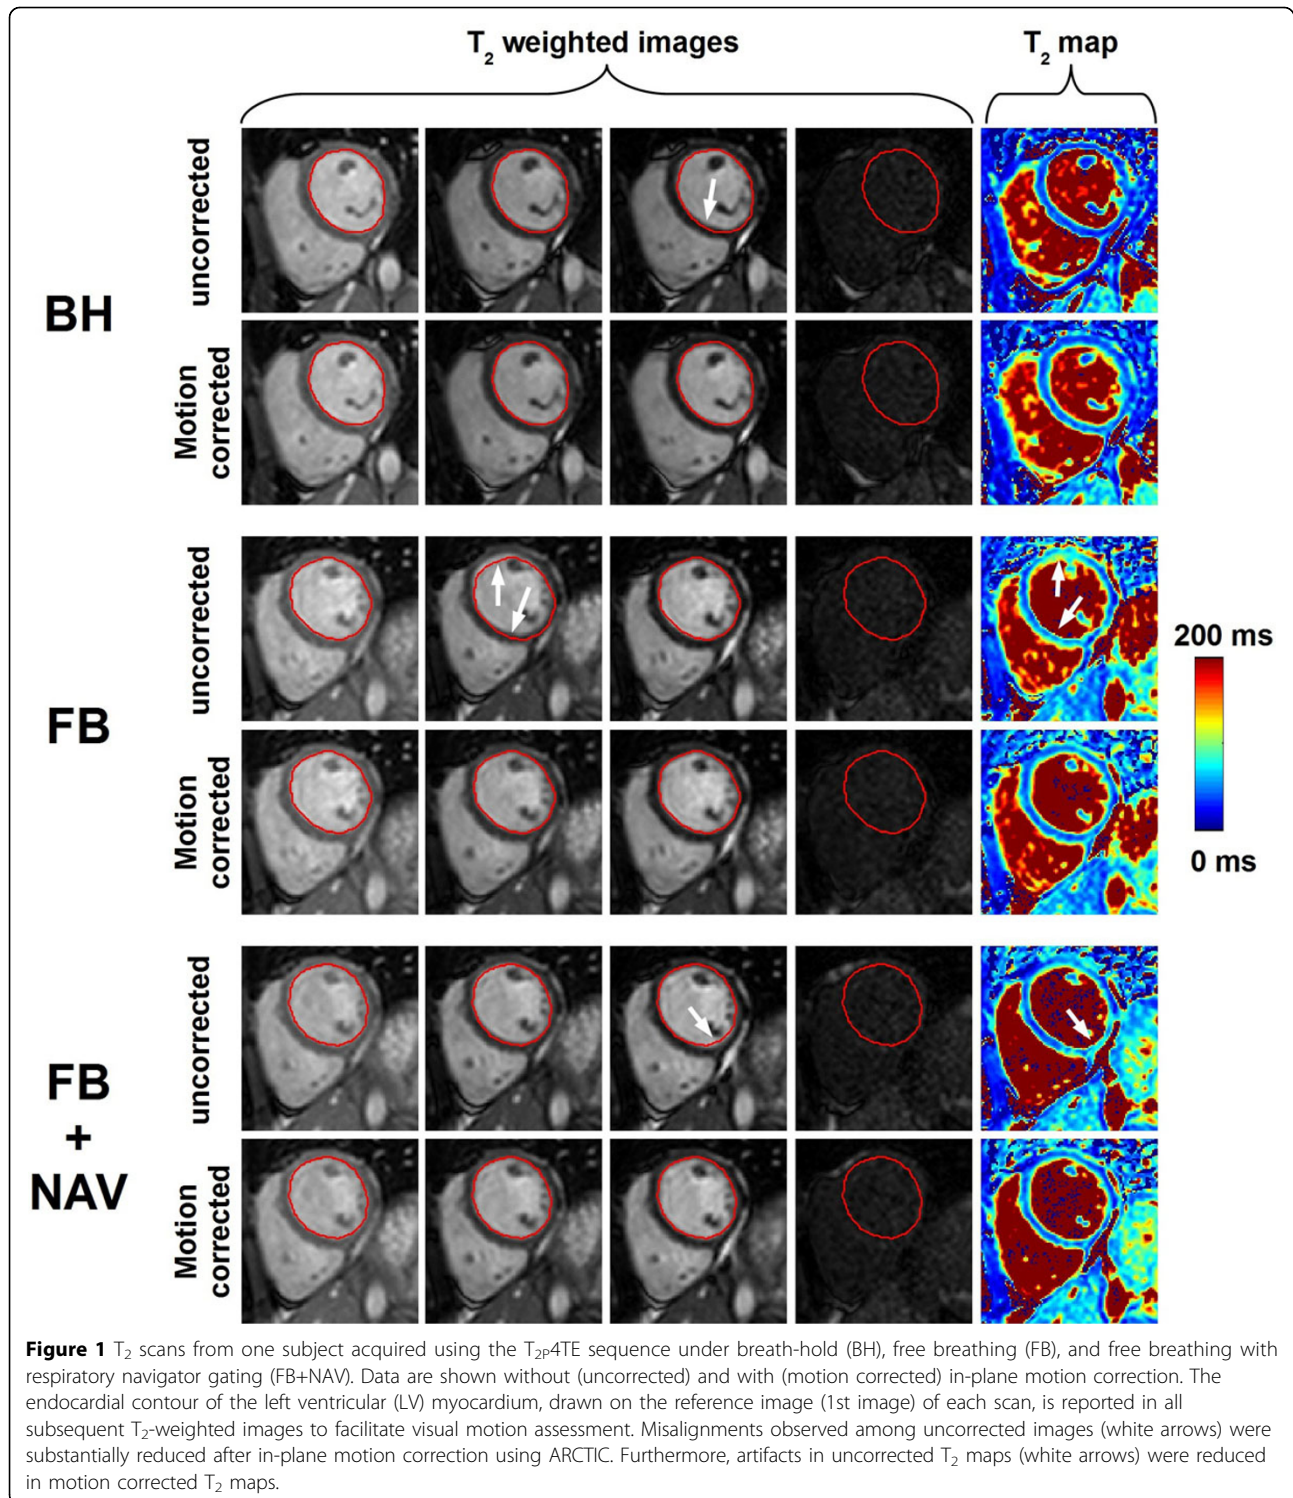 T₂ weighted images
T₂ map
BH
uncorrected
Motion
corrected
FB
uncorrected
Motion
corrected
200 ms
0 ms
FB
+
NAV
uncorrected
Motion
corrected
Figure 1 T₂ scans from one subject acquired using the T₂ₚ4TE sequence under breath-hold (BH), free breathing (FB), and free breathing with
respiratory navigator gating (FB+NAV). Data are shown without (uncorrected) and with (motion corrected) in-plane motion correction. The
endocardial contour of the left ventricular (LV) myocardium, drawn on the reference image (1st image) of each scan, is reported in all
subsequent T₂-weighted images to facilitate visual motion assessment. Misalignments observed among uncorrected images (white arrows) were
substantially reduced after in-plane motion correction using ARCTIC. Furthermore, artifacts in uncorrected T₂ maps (white arrows) were reduced
in motion corrected T₂ maps.